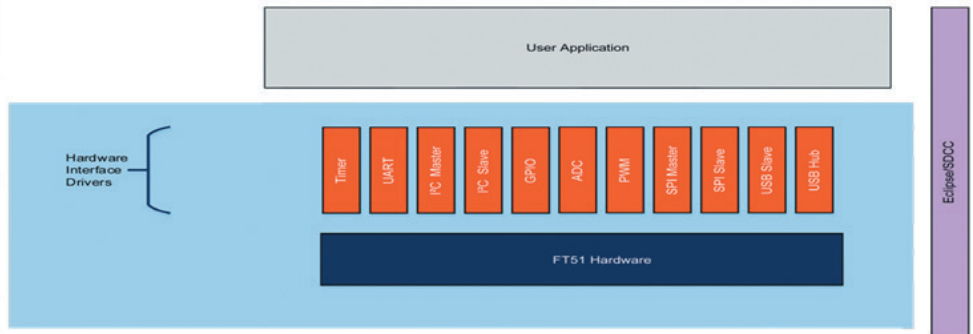 User Application
Hardware
Interface
Drivers
Timer
UART
I²C Master
I²C Slave
GPIO
ADC
PWM
SPI Master
SPI Slave
USB Slave
USB Hub
FT51 Hardware
Eclipse/SDCC